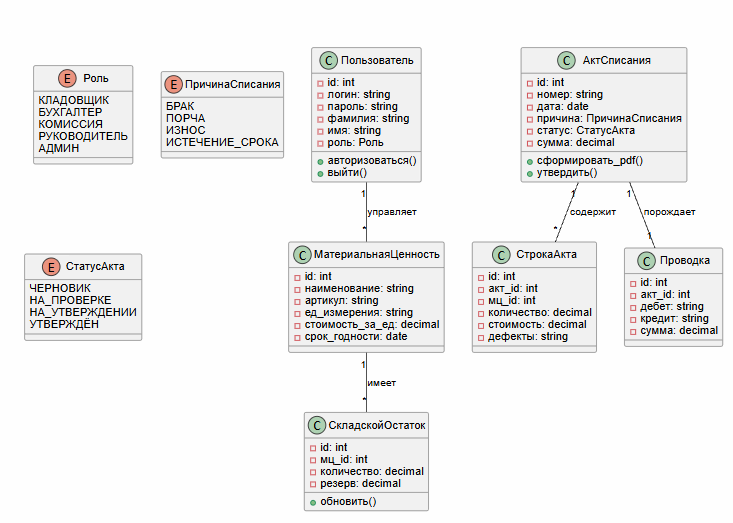 E Роль
КЛАДОВЩИК
БУХГАЛТЕР
КОМИССИЯ
РУКОВОДИТЕЛЬ
АДМИН
E ПричинаСписания
БРАК
ПОРЧА
ИЗНОС
ИСТЕЧЕНИЕ_СРОКА
C Пользователь
id: int
логин: string
пароль: string
фамилия: string
имя: string
роль: Роль
авторизоваться()
выйти()
C АктСписания
id: int
номер: string
дата: date
причина: ПричинаСписания
статус: СтатусАкта
сумма: decimal
сформировать_pdf()
утвердить()
1
управляет
*
1
содержит
*
1
порождает
1
E СтатусАкта
ЧЕРНОВИК
НА_ПРОВЕРКЕ
НА_УТВЕРЖДЕНИИ
УТВЕРЖДЁН
C МатериальнаяЦенность
id: int
наименование: string
артикул: string
ед_измерения: string
стоимость_за_ед: decimal
срок_годности: date
C СтрокаАкта
id: int
акт_id: int
мц_id: int
количество: decimal
стоимость: decimal
дефекты: string
C Проводка
id: int
акт_id: int
дебет: string
кредит: string
сумма: decimal
1
имеет
*
C СкладскойОстаток
id: int
мц_id: int
количество: decimal
резерв: decimal
обновить()